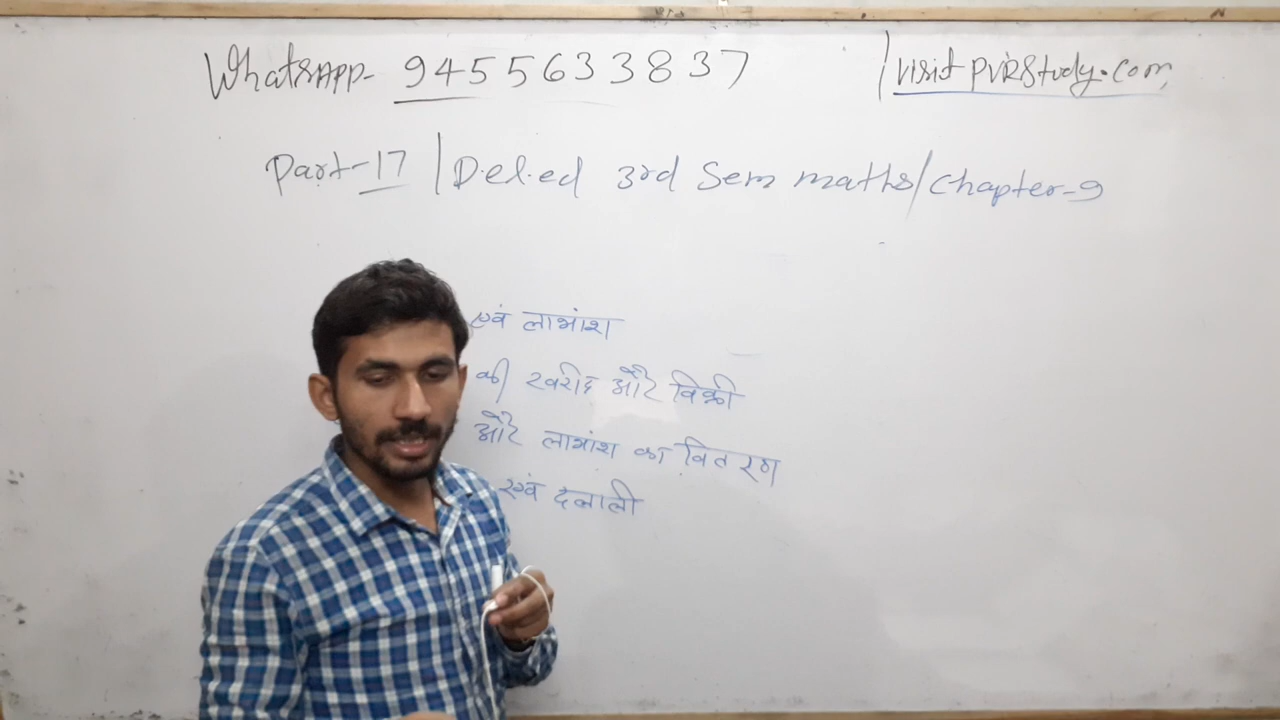 WhatsAPP- 9455633837 | visit PVRStudy.com
Part-17 | D.el.ed 3rd Sem maths/Chapter-9
एवं लाभांश
की खरीद और बिक्री
और लाभांश का वितरण
एवं दलाली